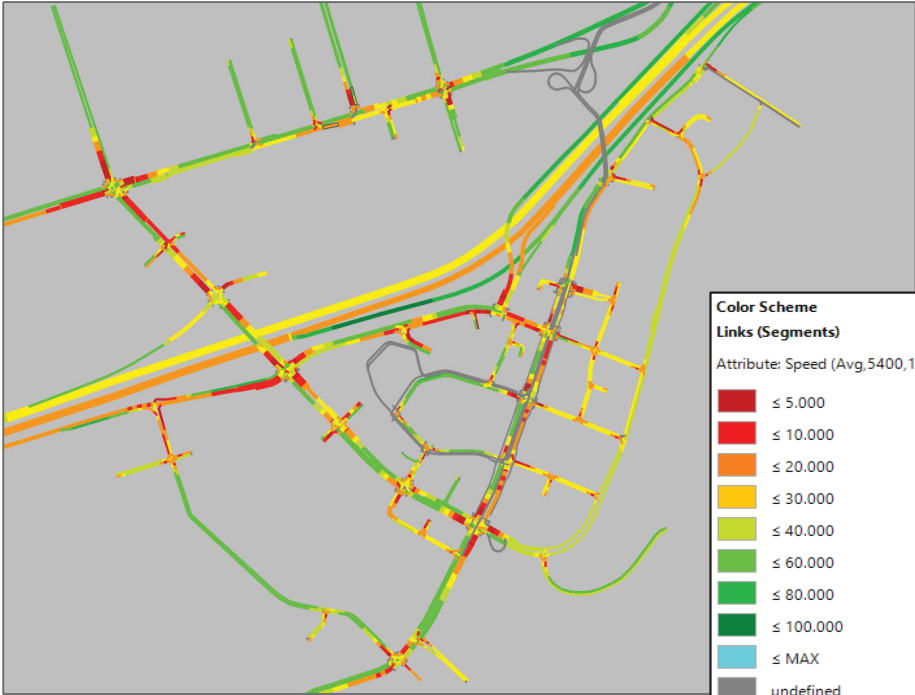 Color Scheme
Links (Segments)
Attribute: Speed (Avg,5400,1
≤ 5.000
≤ 10.000
≤ 20.000
≤ 30.000
≤ 40.000
≤ 60.000
≤ 80.000
≤ 100.000
≤ MAX
undefined